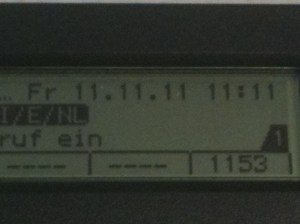 … Fr 11.11.11 11:11
I/E/NL
ruf ein
1
---- | ---- | 1153